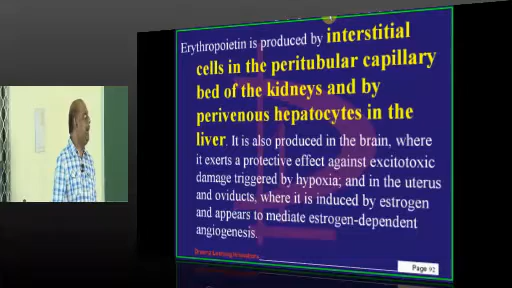 Erythropoietin is produced by interstitial
cells in the peritubular capillary
bed of the kidneys and by
perivenous hepatocytes in the
liver. It is also produced in the brain, where
it exerts a protective effect against excitotoxic
damage triggered by hypoxia; and in the uterus
and oviducts, where it is induced by estrogen
and appears to mediate estrogen-dependent
angiogenesis.
Page 92